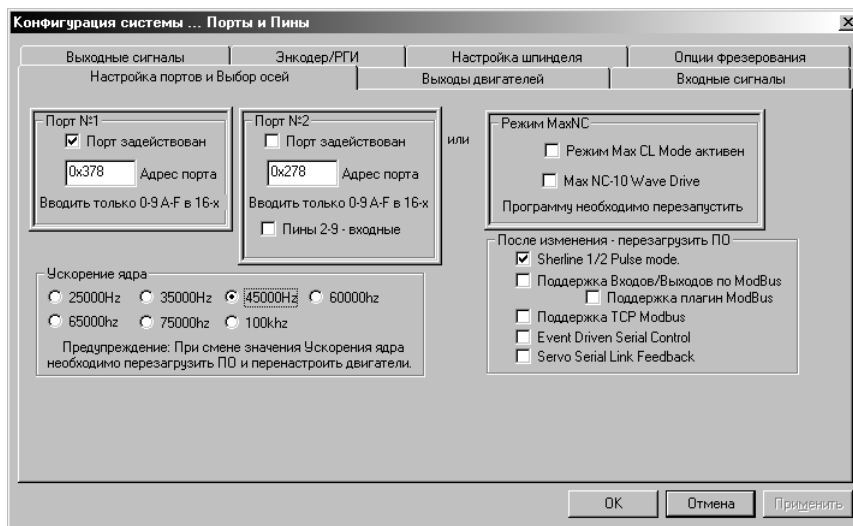 Конфигурация системы ... Порты и Пины
Выходные сигналы
Энкодер/РГИ
Настройка шпинделя
Опции фрезерования
Настройка портов и Выбор осей
Выходы двигателей
Входные сигналы
Порт №1
Порт задействован
0x378
Адрес порта
Вводить только 0-9 A-F в 16-х
Порт №2
Порт задействован
0x278
Адрес порта
Вводить только 0-9 A-F в 16-х
Пины 2-9 - входные
или
Режим MaxNC
Режим Max CL Mode активен
Max NC-10 Wave Drive
Программу необходимо перезапустить
Ускорение ядра
25000Hz
35000Hz
45000Hz
60000hz
65000hz
75000hz
100khz
Предупреждение: При смене значения Ускорения ядра
необходимо перезагрузить ПО и перенастроить двигатели.
После изменения - перезагрузить ПО
Sherline 1/2 Pulse mode.
Поддержка Входов/Выходов по ModBus
Поддержка плагин ModBus
Поддержка TCP Modbus
Event Driven Serial Control
Servo Serial Link Feedback
OK
Отмена
Применить